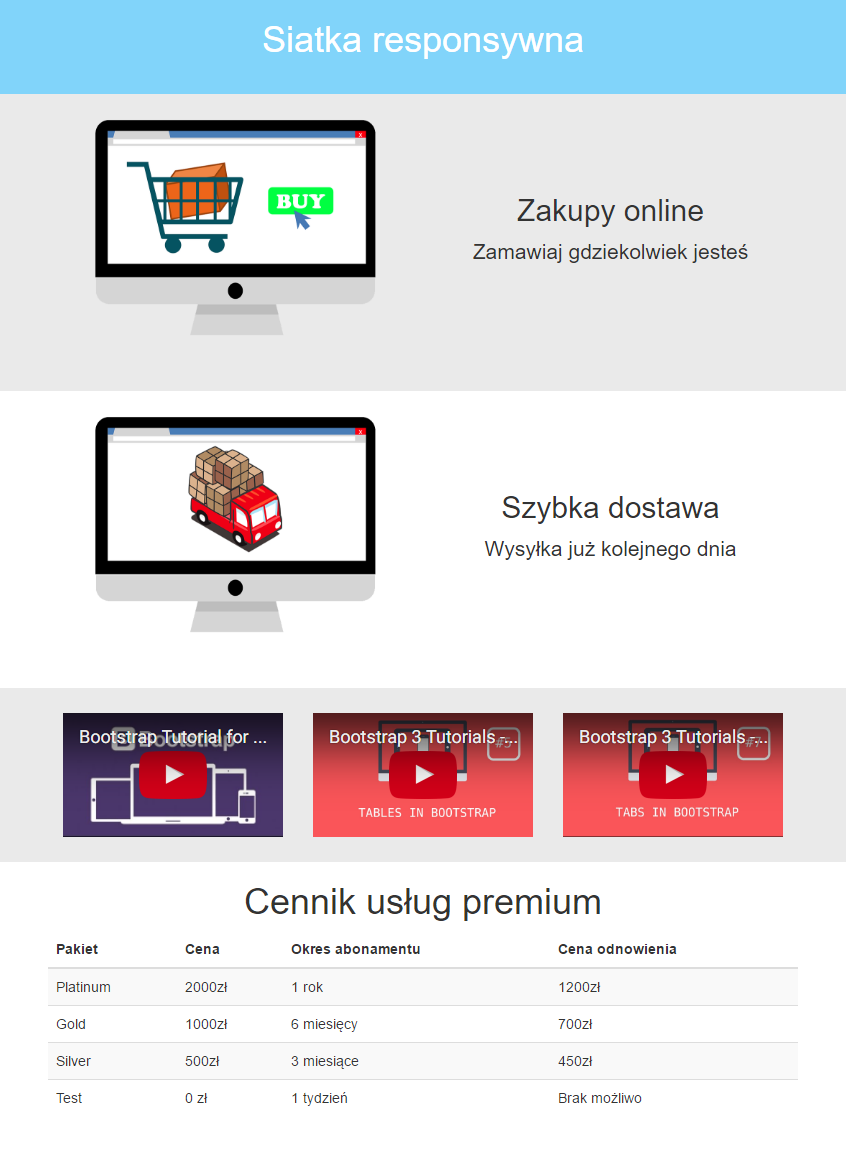 Siatka responsywna
x
BUY
Zakupy online
Zamawiaj gdziekolwiek jesteś
x
Szybka dostawa
Wysyłka już kolejnego dnia
Bootstrap Tutorial for ...
Bootstrap
Bootstrap 3 Tutorials -...
#5
TABLES IN BOOTSTRAP
Bootstrap 3 Tutorials -...
#7
TABS IN BOOTSTRAP
Cennik usług premium
Pakiet Cena Okres abonamentu Cena odnowienia
Platinum 2000zł 1 rok 1200zł
Gold 1000zł 6 miesięcy 700zł
Silver 500zł 3 miesiące 450zł
Test 0 zł 1 tydzień Brak możliwo